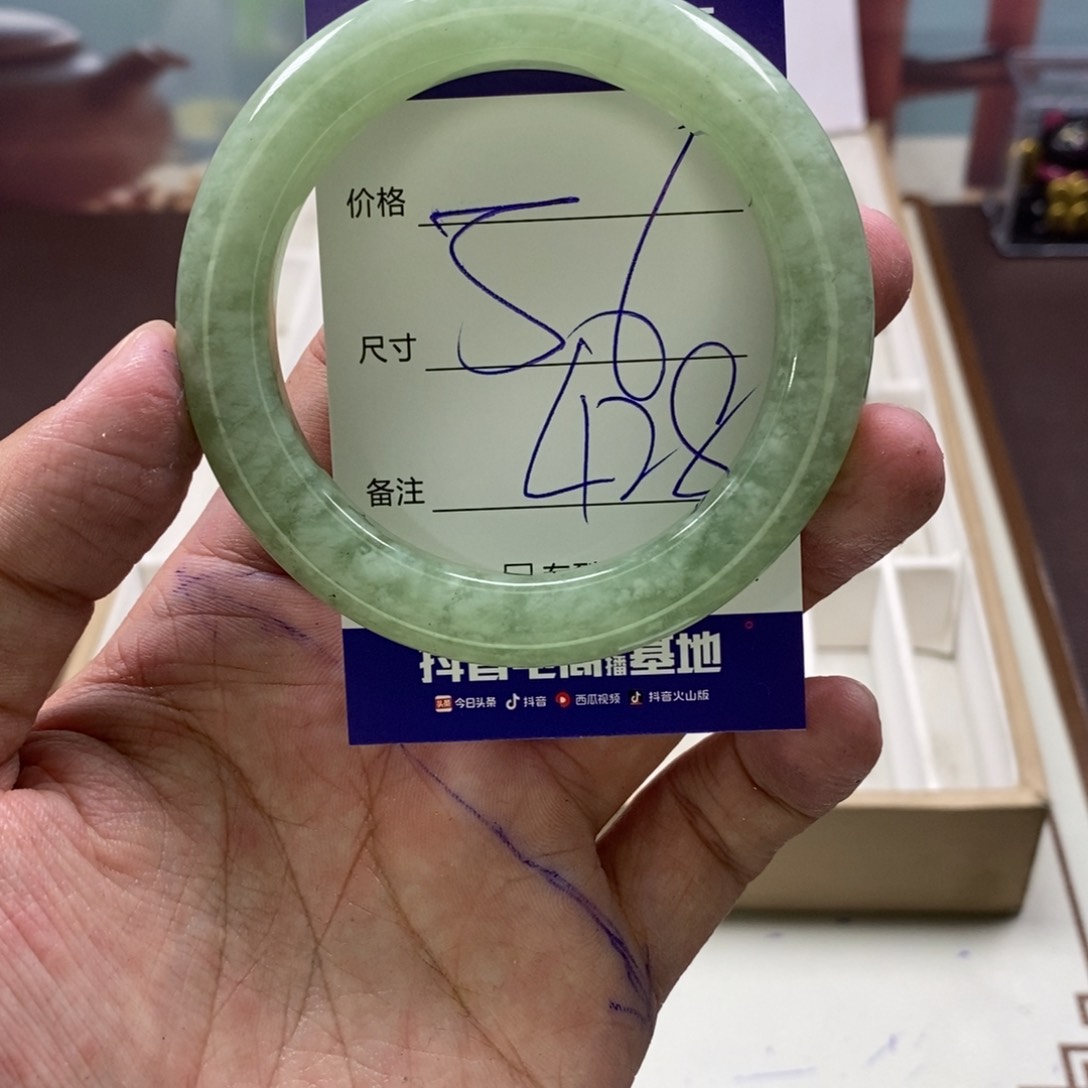 价格
56
尺寸
428
备注
抖音电商直播基地
今日头条 抖音 西瓜视频 抖音火山版